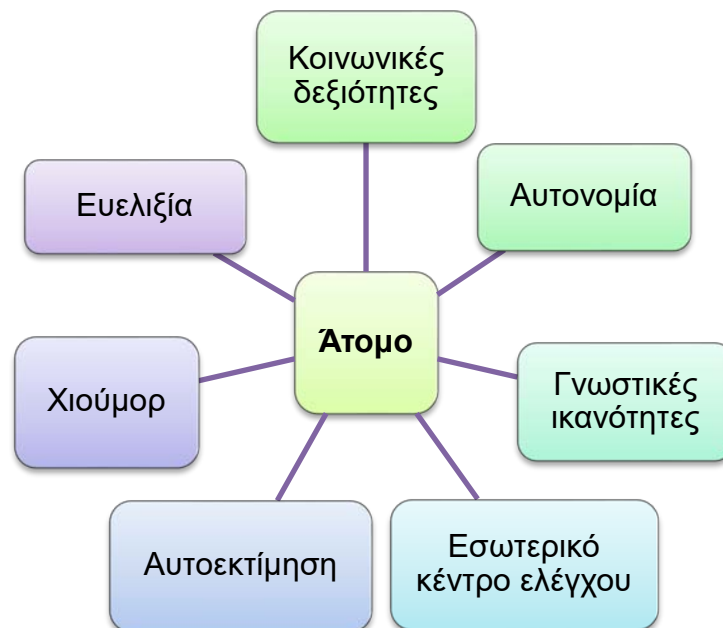 Κοινωνικές
δεξιότητες
Ευελιξία
Αυτονομία
Άτομο
Χιούμορ
Γνωστικές
ικανότητες
Αυτοεκτίμηση
Εσωτερικό
κέντρο ελέγχου